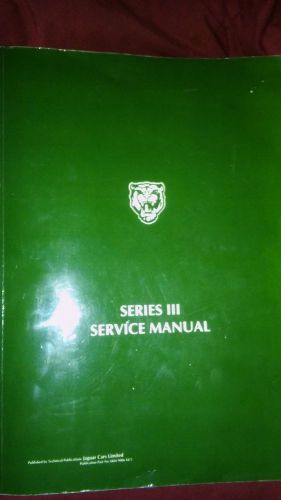 SERIES III
SERVICE MANUAL
Published by Technical Publications Jaguar Cars Limited
Publication Part No.